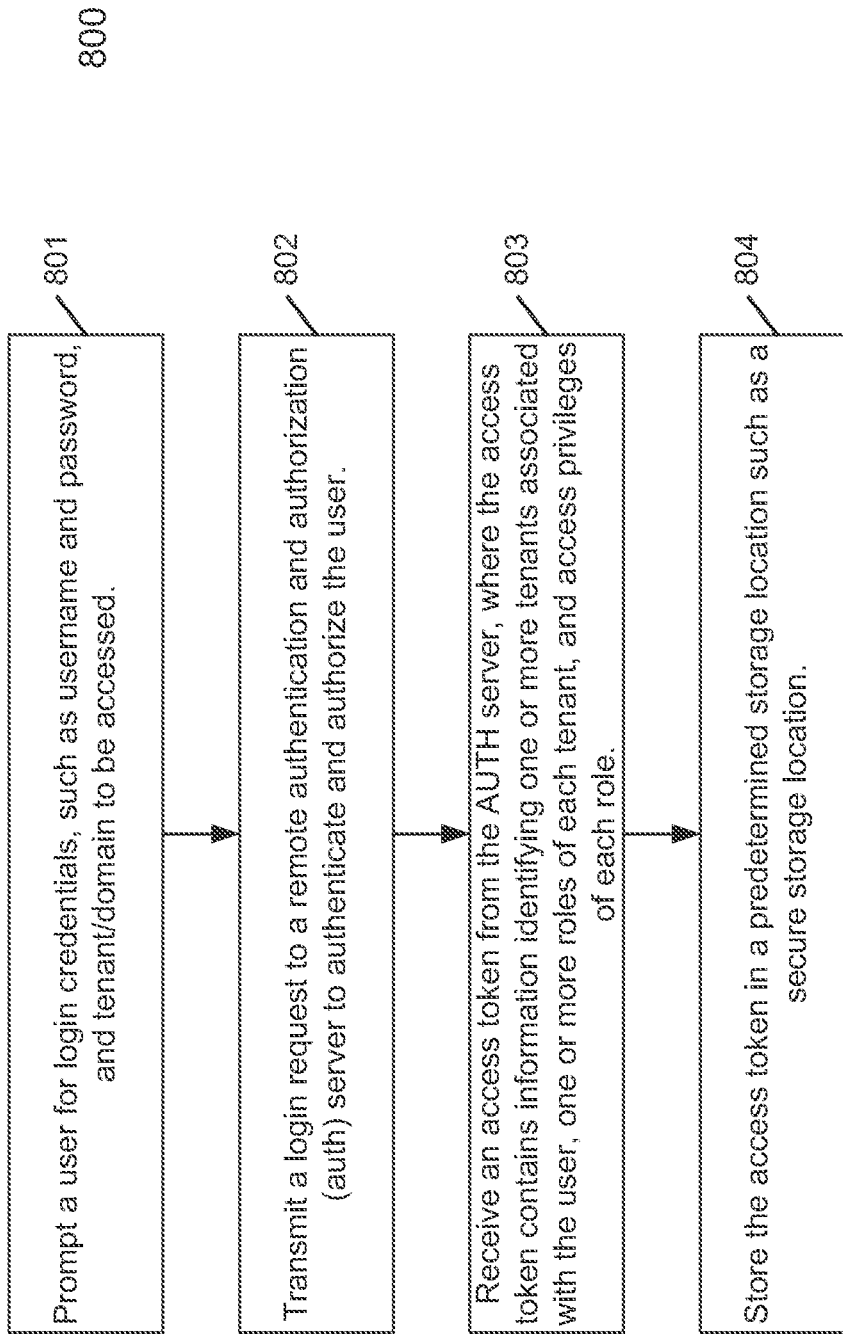 800
801
Prompt a user for login credentials, such as username and password,
and tenant/domain to be accessed.
802
Transmit a login request to a remote authentication and authorization
(auth) server to authenticate and authorize the user.
803
Receive an access token from the AUTH server, where the access
token contains information identifying one or more tenants associated
with the user, one or more roles of each tenant, and access privileges
of each role.
804
Store the access token in a predetermined storage location such as a
secure storage location.